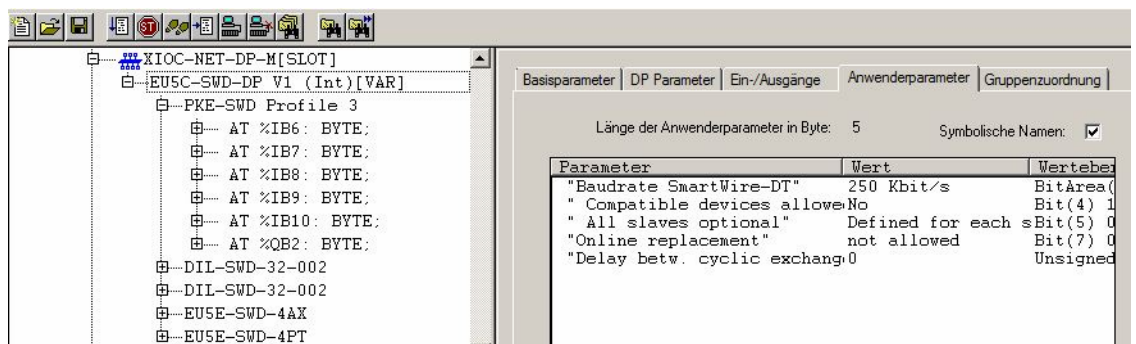 XIOC-NET-DP-M[SLOT]
EU5C-SWD-DP V1 (Int)[VAR]
PKE-SWD Profile 3
AT %IB6: BYTE;
AT %IB7: BYTE;
AT %IB8: BYTE;
AT %IB9: BYTE;
AT %IB10: BYTE;
AT %QB2: BYTE;
DIL-SWD-32-002
DIL-SWD-32-002
EU5E-SWD-4AX
EU5E-SWD-4PT
Basisparameter DP Parameter Ein-/Ausgänge Anwenderparameter Gruppenzuordnung
Länge der Anwenderparameter in Byte: 5 Symbolische Namen:
Parameter Wert Werteber
"Baudrate SmartWire-DT" 250 Kbit/s BitArea(
" Compatible devices allowe No Bit(4) 1
" All slaves optional" Defined for each s Bit(5) 0
"Online replacement" not allowed Bit(7) 0
"Delay betw. cyclic exchang 0 Unsigned